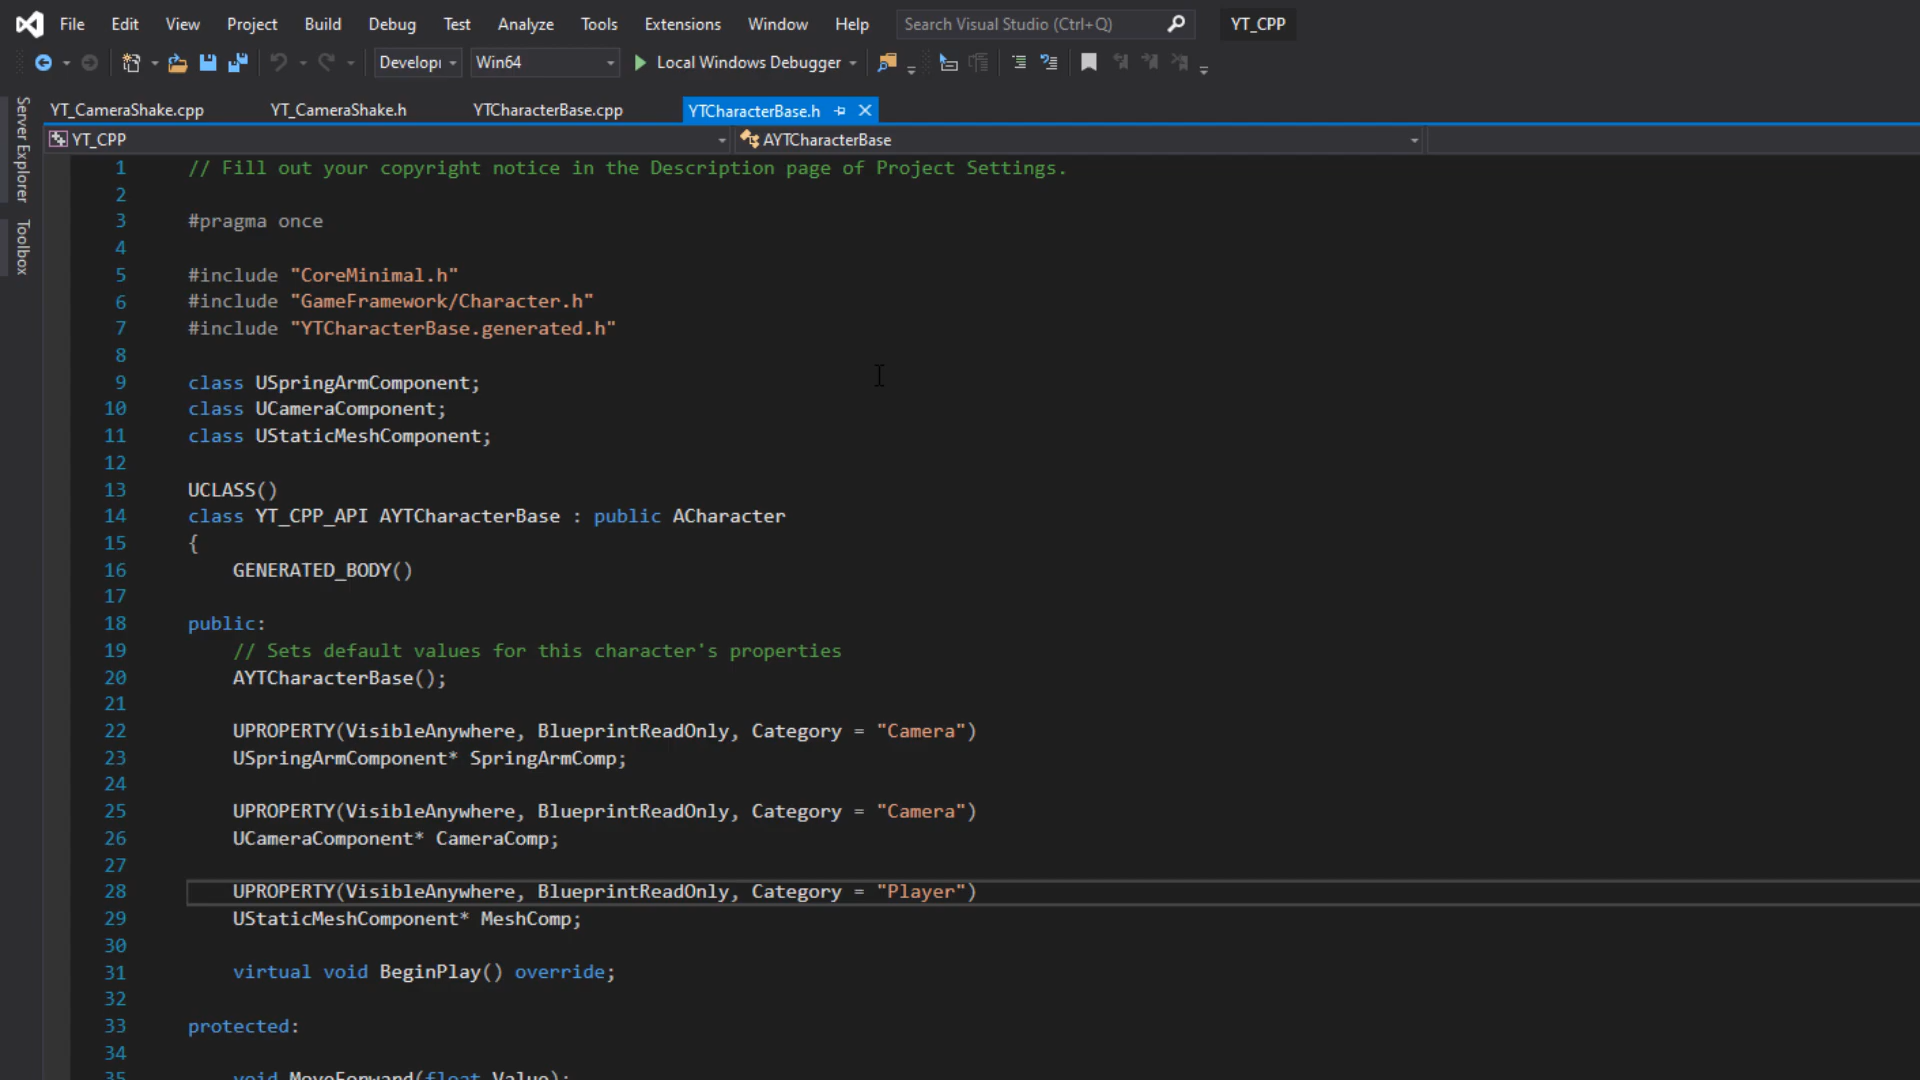 File Edit View Project Build Debug Test Analyze Tools Extensions Window Help Search Visual Studio (Ctrl+Q) YT_CPP
Win64 Local Windows Debugger
Server Explorer
Toolbox
YT_CameraShake.cpp YT_CameraShake.h YTCharacterBase.cpp YTCharacterBase.h
YT_CPP AYTCharacterBase
1 // Fill out your copyright notice in the Description page of Project Settings.
2
3 #pragma once
4
5 #include "CoreMinimal.h"
6 #include "GameFramework/Character.h"
7 #include "YTCharacterBase.generated.h"
8
9 class USpringArmComponent;
10 class UCameraComponent;
11 class UStaticMeshComponent;
12
13 UCLASS()
14 class YT_CPP_API AYTCharacterBase : public ACharacter
15 {
16 GENERATED_BODY()
17
18 public:
19 // Sets default values for this character's properties
20 AYTCharacterBase();
21
22 UPROPERTY(VisibleAnywhere, BlueprintReadOnly, Category = "Camera")
23 USpringArmComponent* SpringArmComp;
24
25 UPROPERTY(VisibleAnywhere, BlueprintReadOnly, Category = "Camera")
26 UCameraComponent* CameraComp;
27
28 UPROPERTY(VisibleAnywhere, BlueprintReadOnly, Category = "Player")
29 UStaticMeshComponent* MeshComp;
30
31 virtual void BeginPlay() override;
32
33 protected:
34
35 void MoveForward(float Value);